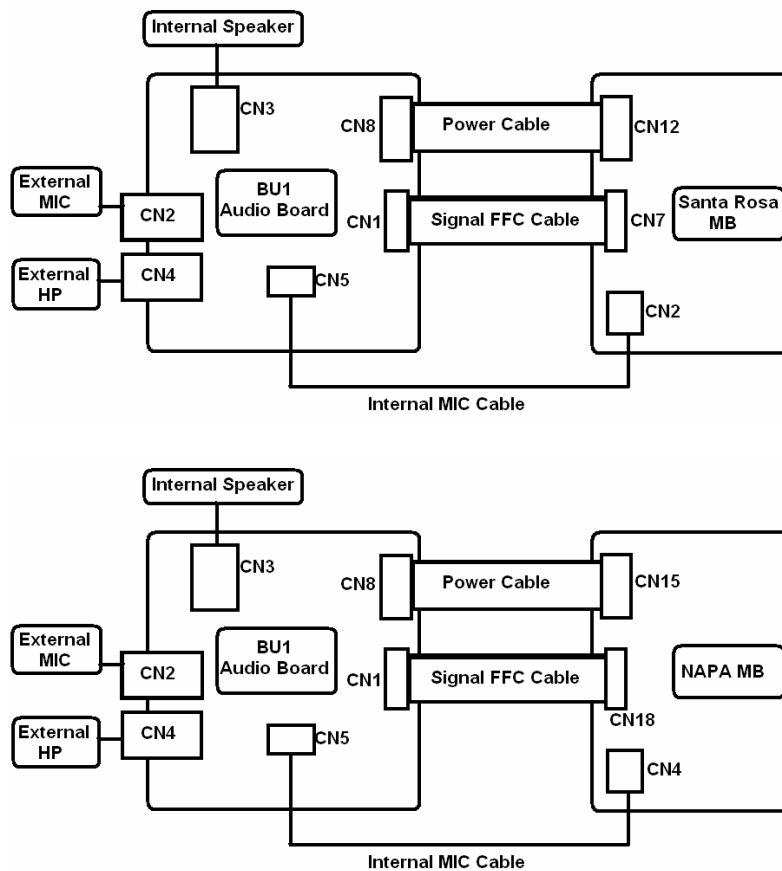 Internal Speaker
CN3
CN8
Power Cable
CN12
External
MIC
CN2
BU1
Audio Board
CN1
Signal FFC Cable
CN7
Santa Rosa
MB
External
HP
CN4
CN5
CN2
Internal MIC Cable
Internal Speaker
CN3
CN8
Power Cable
CN15
External
MIC
CN2
BU1
Audio Board
CN1
Signal FFC Cable
CN18
NAPA MB
External
HP
CN4
CN5
CN4
Internal MIC Cable